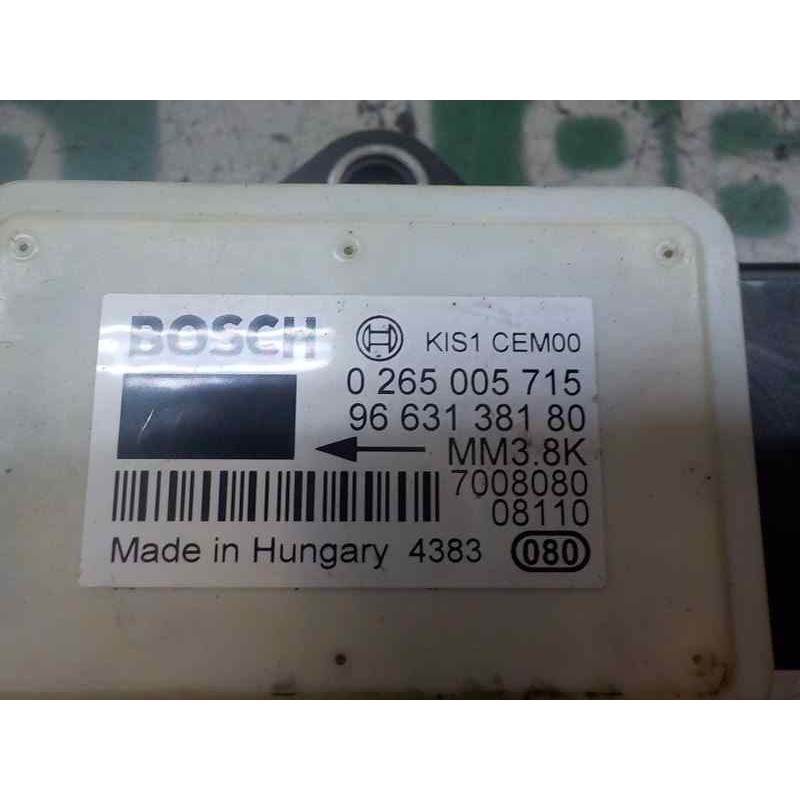 BOSCH KIS1 CEM00
0 265 005 715
96 631 381 80
MM3.8K
7008080
08110
Made in Hungary 4383 080